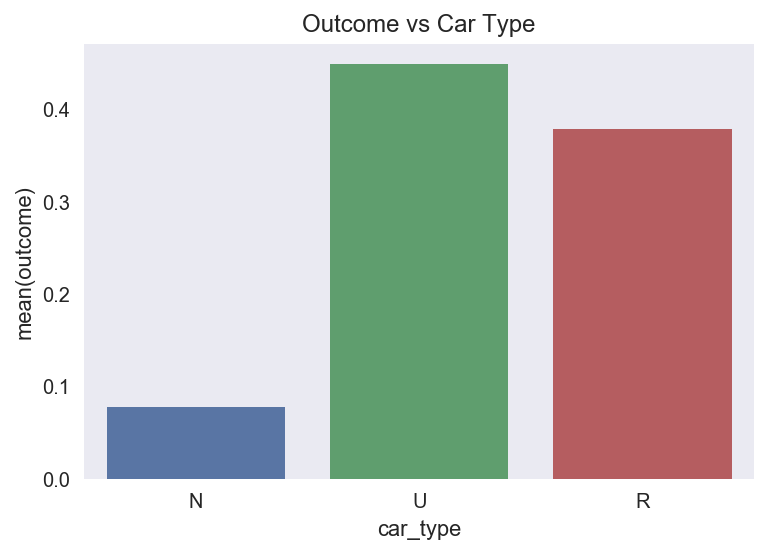 Outcome vs Car Type
mean(outcome)
0.4
0.3
0.2
0.1
0.0
N U R
car_type